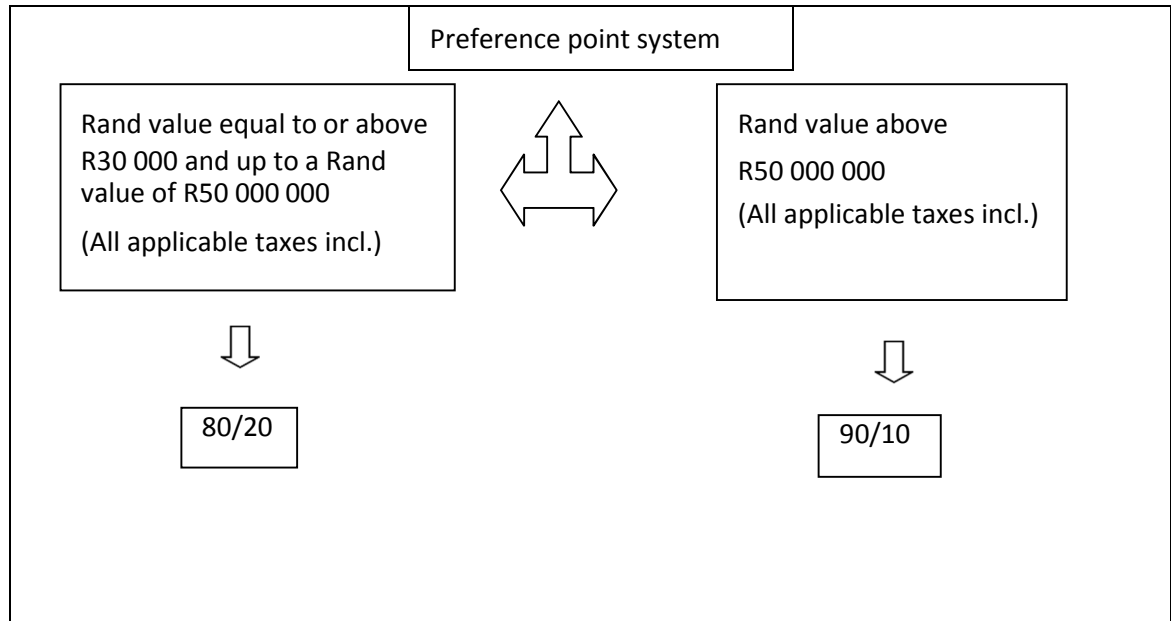 Preference point system
Rand value equal to or above
R30 000 and up to a Rand
value of R50 000 000
(All applicable taxes incl.)
Rand value above
R50 000 000
(All applicable taxes incl.)
80/20
90/10